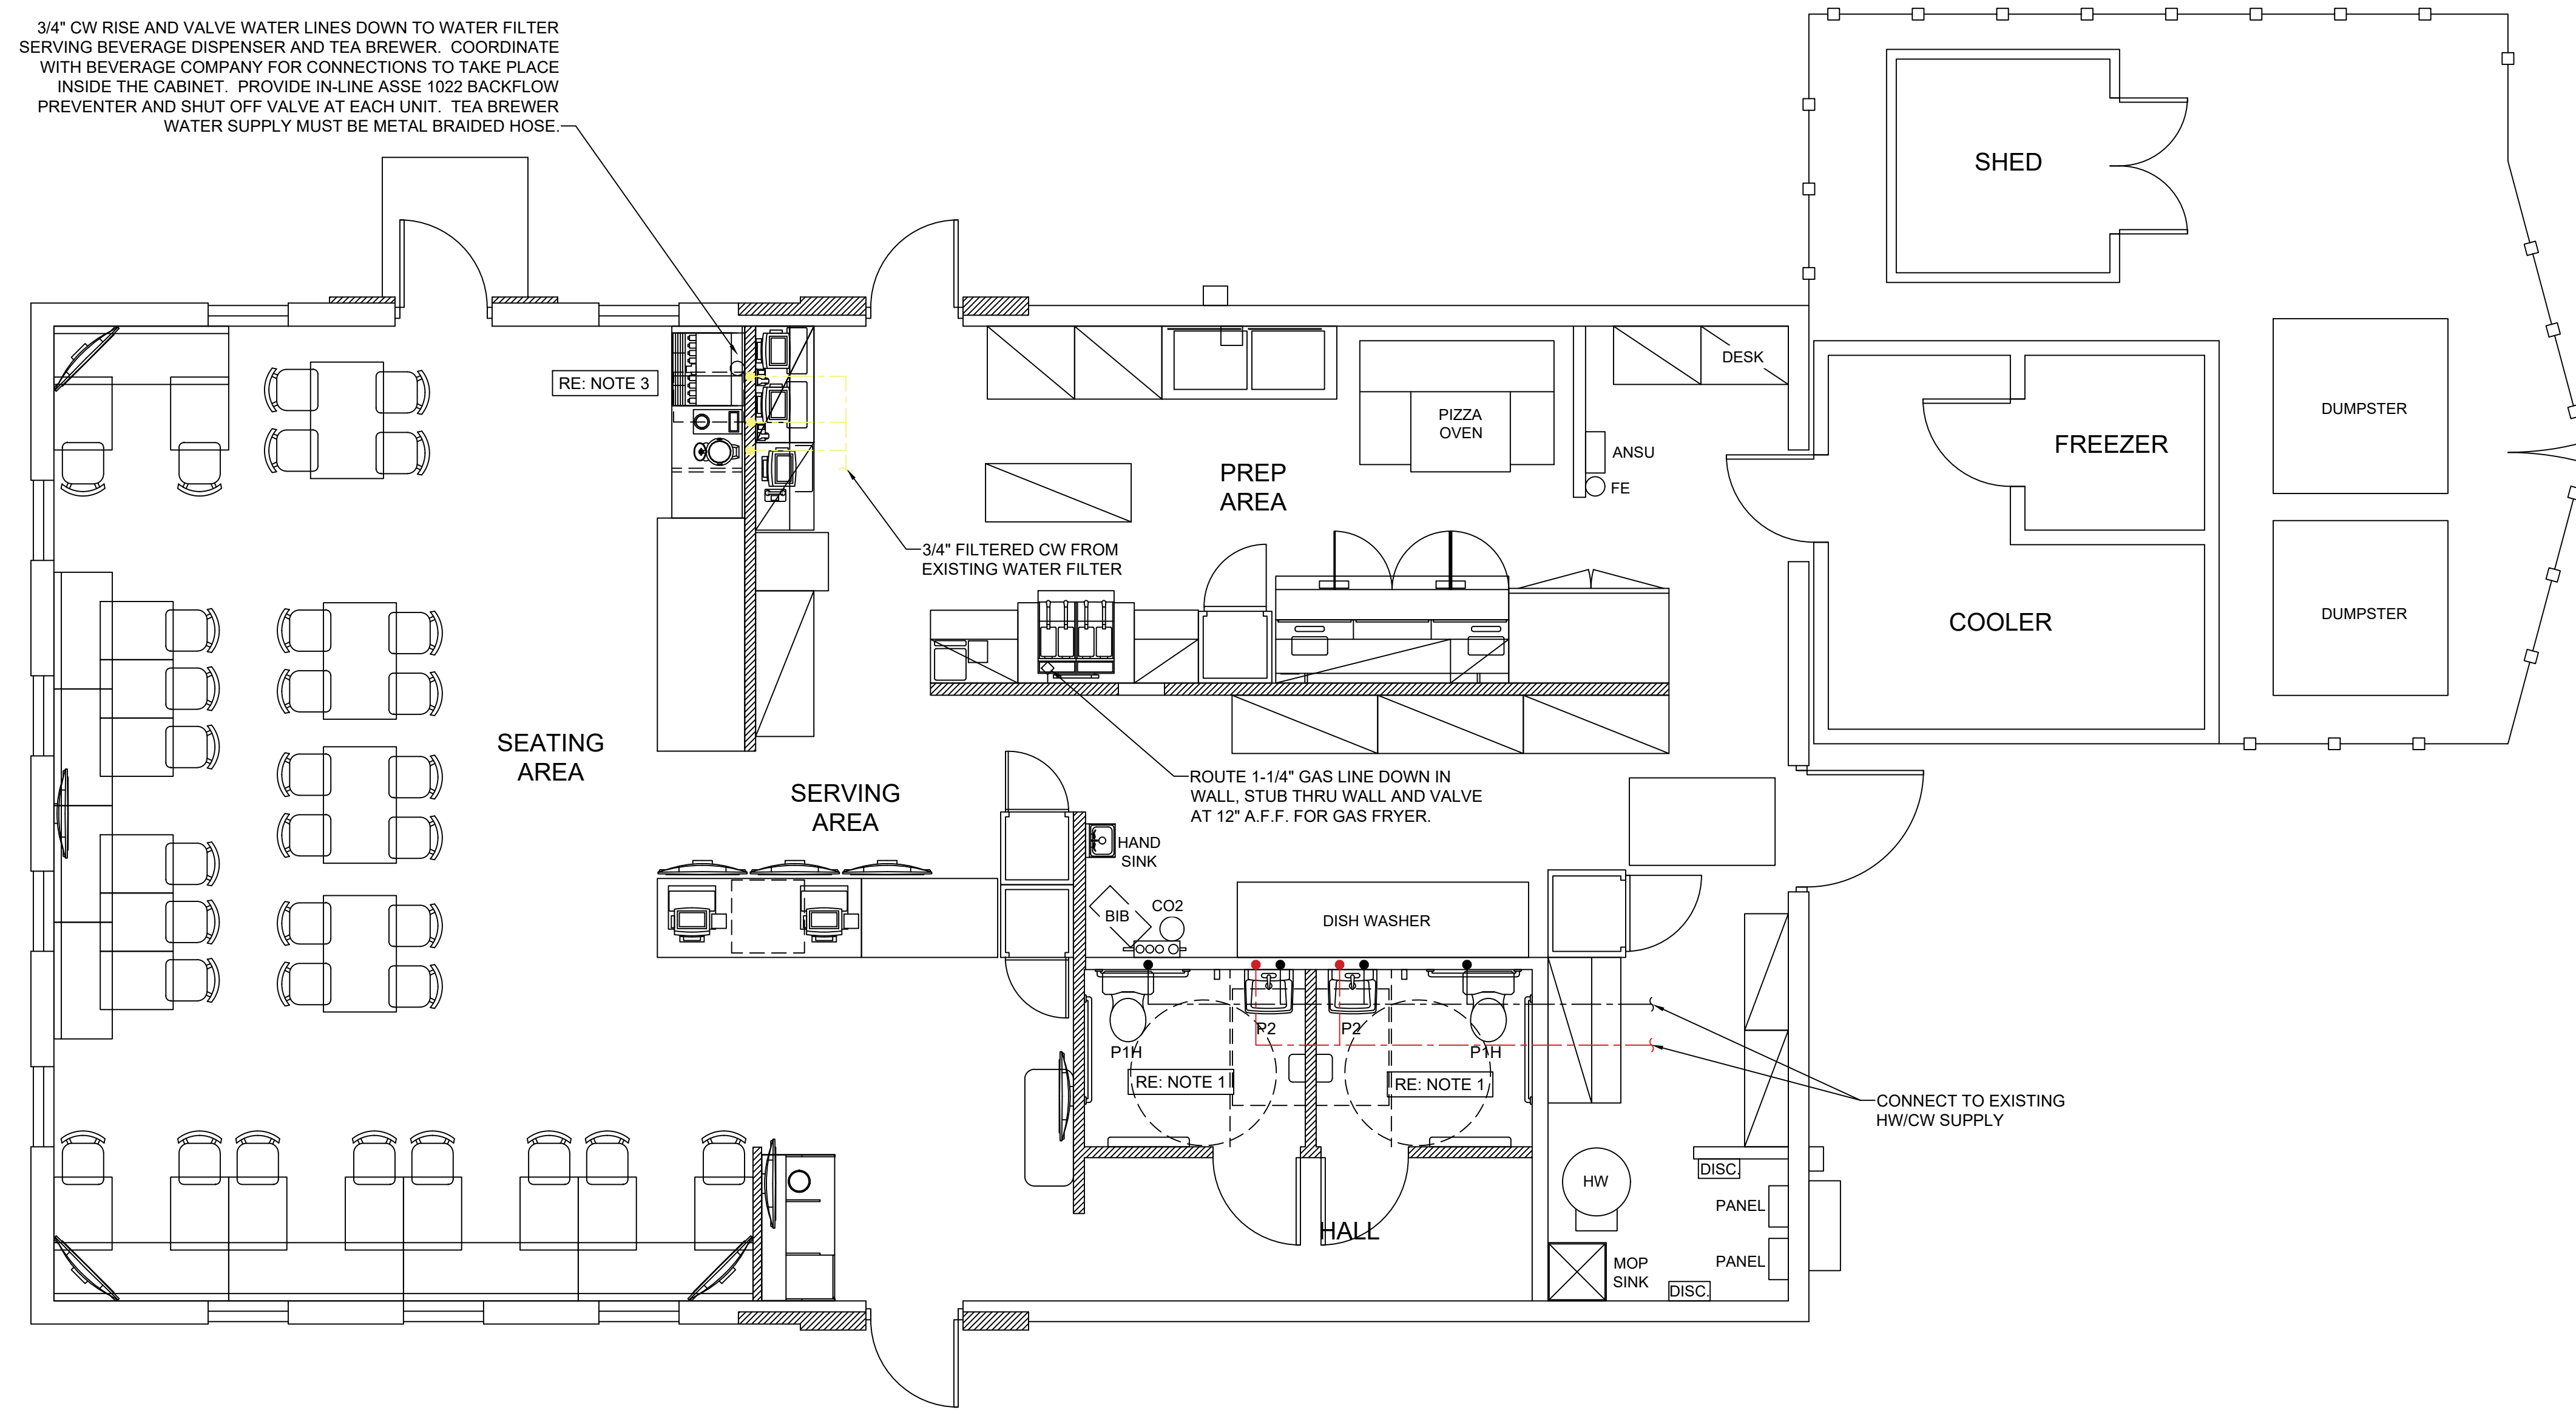 3/4" CW RISE AND VALVE WATER LINES DOWN TO WATER FILTER
SERVING BEVERAGE DISPENSER AND TEA BREWER.  COORDINATE
WITH BEVERAGE COMPANY FOR CONNECTIONS TO TAKE PLACE
INSIDE THE CABINET.  PROVIDE IN-LINE ASSE 1022 BACKFLOW
PREVENTER AND SHUT OFF VALVE AT EACH UNIT.  TEA BREWER
WATER SUPPLY MUST BE METAL BRAIDED HOSE.
SHED
RE: NOTE 3
DESK
PIZZA
OVEN
ANSU
FE
PREP
AREA
FREEZER
DUMPSTER
3/4" FILTERED CW FROM
EXISTING WATER FILTER
COOLER
DUMPSTER
SEATING
AREA
SERVING
AREA
ROUTE 1-1/4" GAS LINE DOWN IN
WALL, STUB THRU WALL AND VALVE
AT 12" A.F.F. FOR GAS FRYER.
HAND
SINK
BIB
CO2
DISH WASHER
P2
P2
P1H
P1H
RE: NOTE 1
RE: NOTE 1
CONNECT TO EXISTING
HW/CW SUPPLY
HW
DISC.
PANEL
HALL
PANEL
MOP
SINK
DISC.